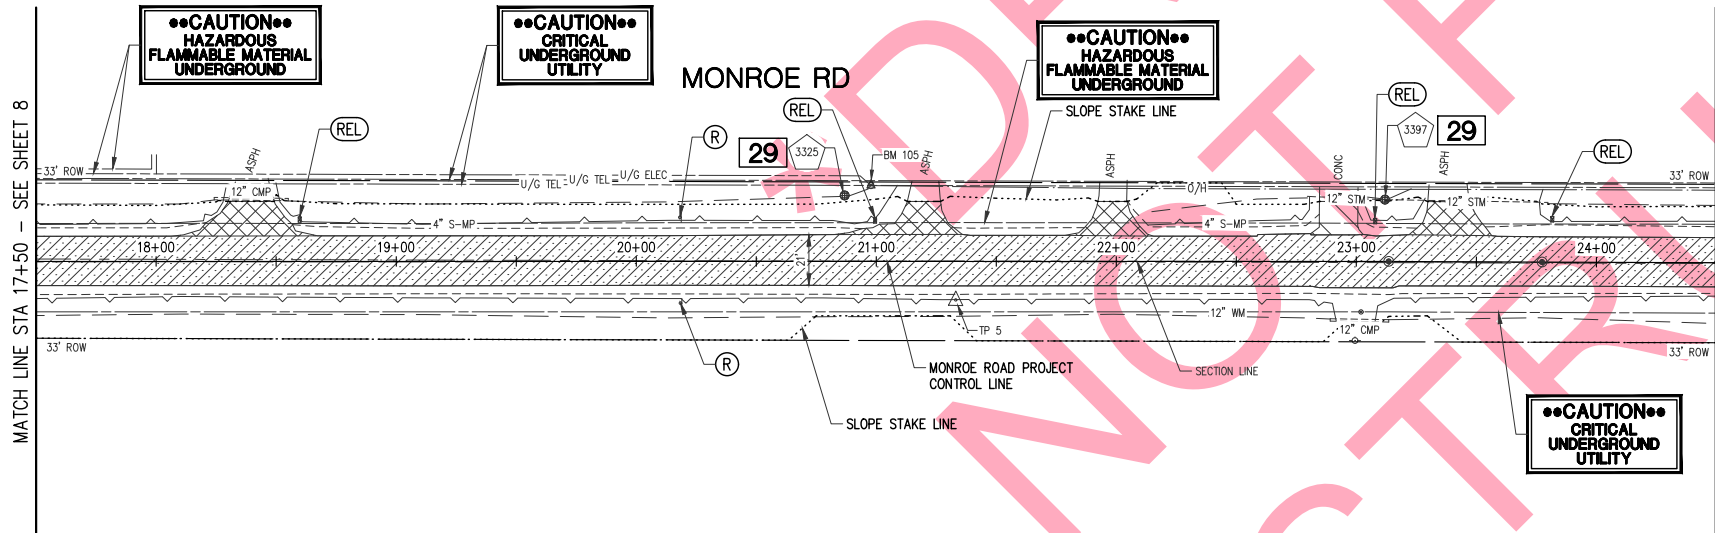 ●●CAUTION●●
HAZARDOUS
FLAMMABLE MATERIAL
UNDERGROUND
●●CAUTION●●
CRITICAL
UNDERGROUND
UTILITY
MONROE RD
●●CAUTION●●
HAZARDOUS
FLAMMABLE MATERIAL
UNDERGROUND
SLOPE STAKE LINE
REL
REL
REL
REL
R
29
3325
BM 105
3397
29
MATCH LINE STA 17+50 - SEE SHEET 8
33' ROW
ASPH
12" CMP
U/G TEL
U/G TEL
U/G ELEC
ASPH
ASPH
O/H
CONC
ASPH
12" STM
12" STM
33' ROW
4" S-MP
4" S-MP
18+00
19+00
20+00
21+00
22+00
23+00
24+00
21'
TP 5
12" WM
12" CMP
33' ROW
33' ROW
R
MONROE ROAD PROJECT
CONTROL LINE
SECTION LINE
SLOPE STAKE LINE
●●CAUTION●●
CRITICAL
UNDERGROUND
UTILITY